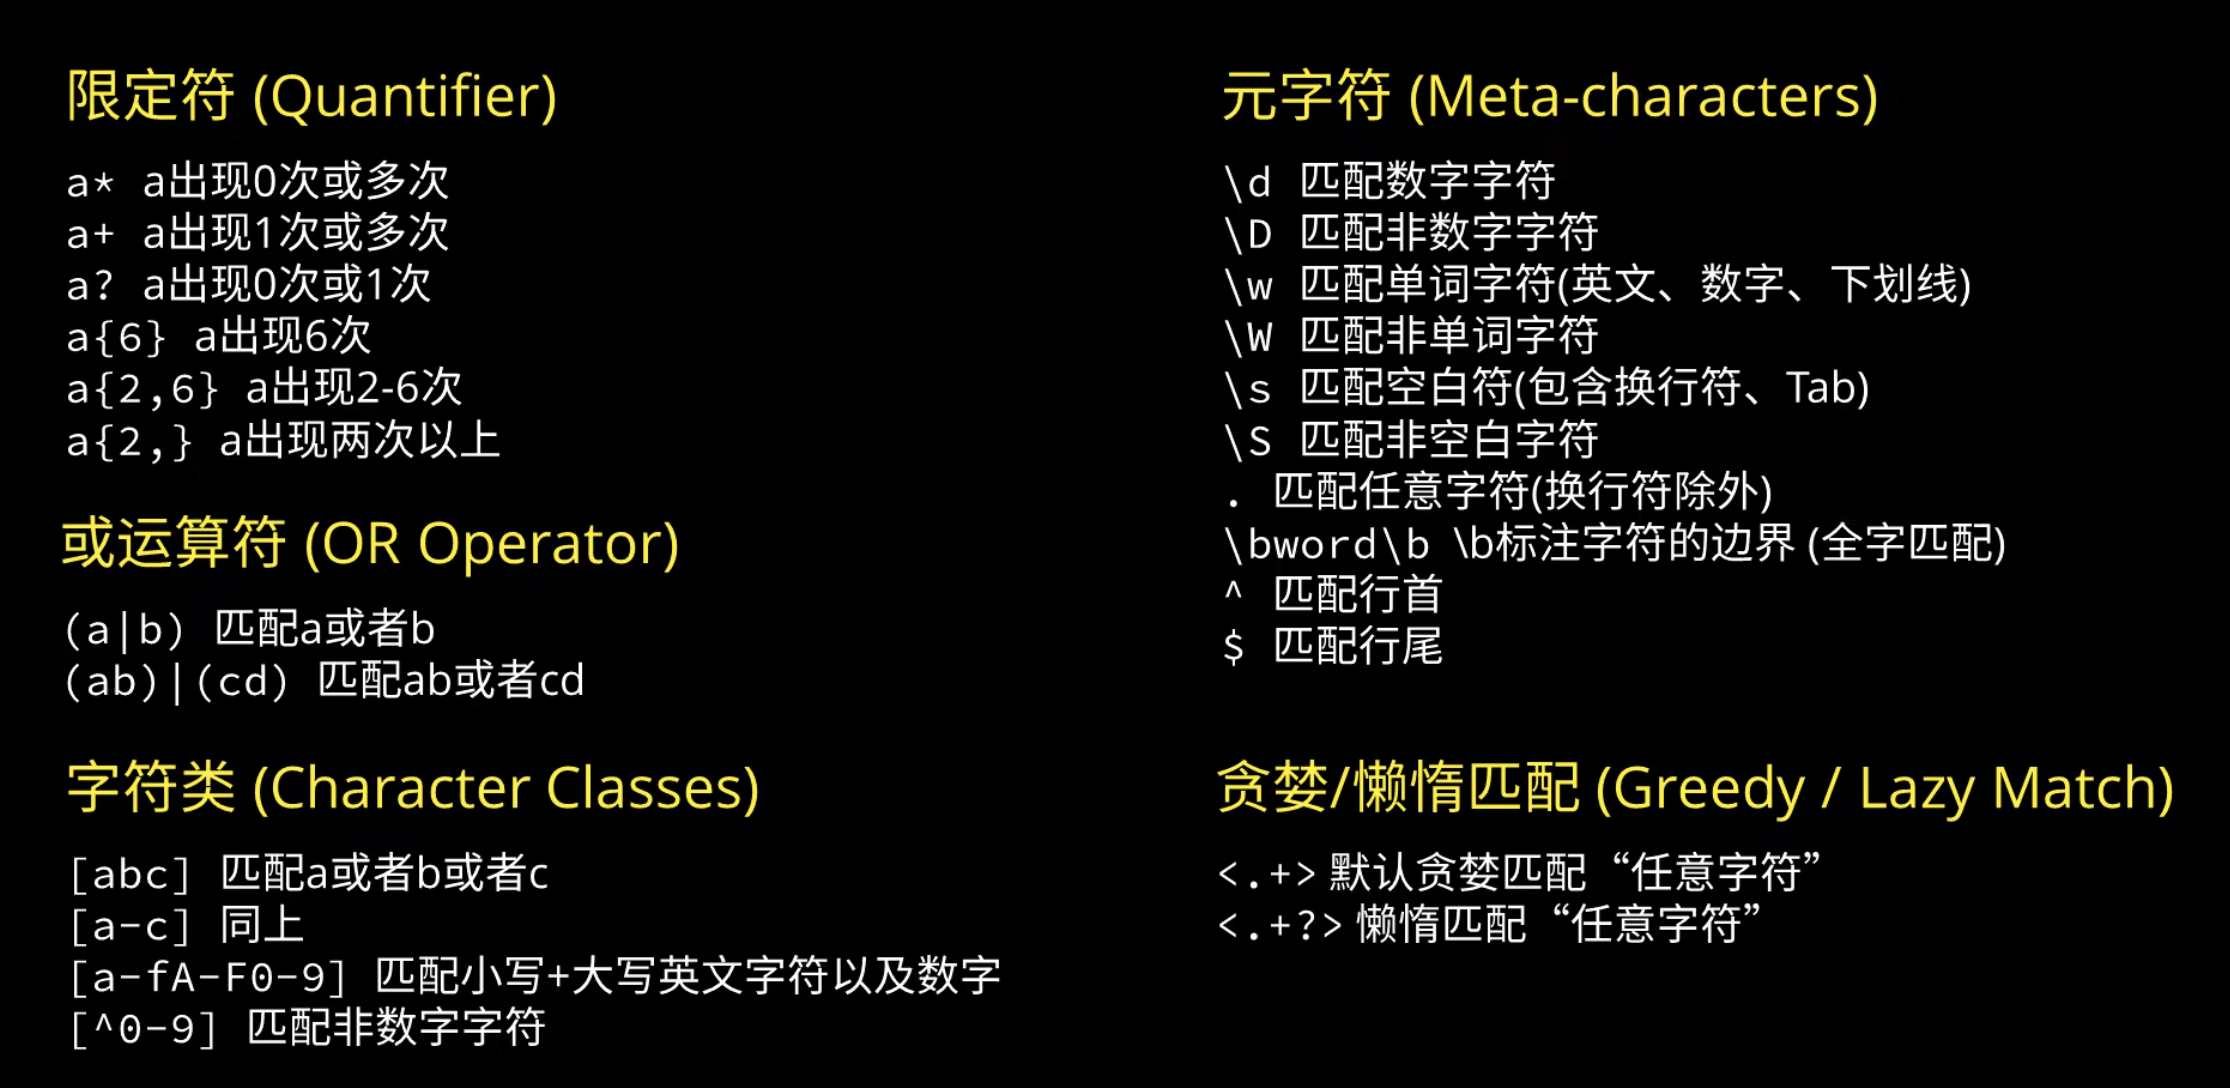 限定符 (Quantifier)
a* a出现0次或多次
a+ a出现1次或多次
a? a出现0次或1次
a{6} a出现6次
a{2,6} a出现2-6次
a{2,} a出现两次以上
或运算符 (OR Operator)
(a|b) 匹配a或者b
(ab)|(cd) 匹配ab或者cd
字符类 (Character Classes)
[abc] 匹配a或者b或者c
[a-c] 同上
[a-fA-F0-9] 匹配小写+大写英文字符以及数字
[^0-9] 匹配非数字字符
元字符 (Meta-characters)
\d 匹配数字字符
\D 匹配非数字字符
\w 匹配单词字符(英文、数字、下划线)
\W 匹配非单词字符
\s 匹配空白符(包含换行符、Tab)
\S 匹配非空白字符
. 匹配任意字符(换行符除外)
\bword\b \b标注字符的边界 (全字匹配)
^ 匹配行首
$ 匹配行尾
贪婪/懒惰匹配 (Greedy / Lazy Match)
<.+> 默认贪婪匹配“任意字符”
<.+?> 懒惰匹配“任意字符”